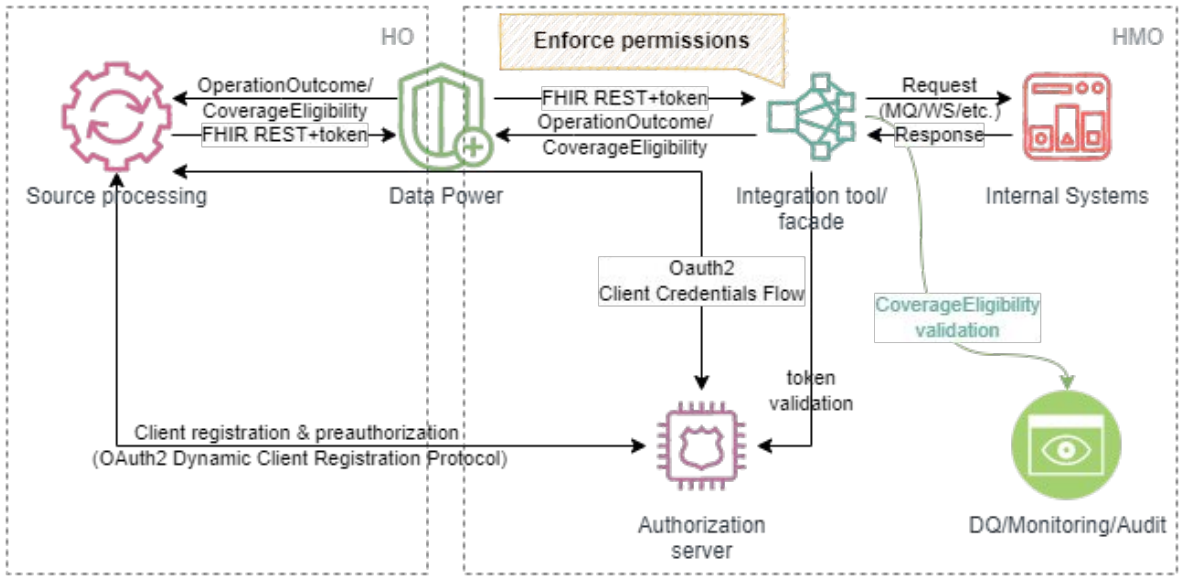 HO
HMO
Enforce permissions
OperationOutcome/
CoverageEligibility
FHIR REST+token
FHIR REST+token
OperationOutcome/
CoverageEligibility
Request
(MQ/WS/etc.)
Response
Source processing
Data Power
Integration tool/
facade
Internal Systems
Oauth2
Client Credentials Flow
CoverageEligibility
validation
token
validation
Client registration & preauthorization
(OAuth2 Dynamic Client Registration Protocol)
Authorization
server
DQ/Monitoring/Audit